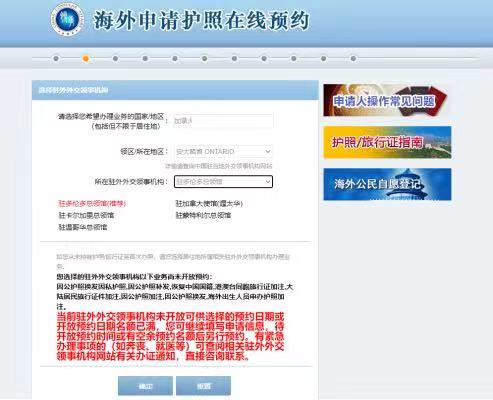 海外申请护照在线预约
选择驻外外交领事机构
请选择您希望办理业务的国家/地区:
(包括但不限于居住地)
加拿大
领区/所在地区:
安大略省 ONTARIO
详细请查询中国驻当地外交领事机构网站
所在驻外外交领事机构:
驻多伦多总领馆
驻多伦多总领馆(推荐)
驻加拿大使馆(渥太华)
驻卡尔加里总领馆
驻蒙特利尔总领馆
驻温哥华总领馆
您选择的驻外外交领事机构以下业务尚未开放预约:
因公护照换发因私护照,因公护照补发,恢复中国国籍,港澳台同胞旅行证加注,大
陆居民旅行证件加注,因公护照加注,因公护照换发,海外出生人员申办护照加
注。
当前驻外外交领事机构未开放可供选择的预约日期或
开放预约日期名额已满，您可继续填写申请信息，待
开放预约时间或有空余预约名额后另行预约。有紧急
办理事项的（如奔丧、就医等）可查阅相关驻外外交
领事机构网站有关办证通知，直接咨询联系。
确定
重置
申请人操作常见问题
护照/旅行证指南
海外公民自愿登记